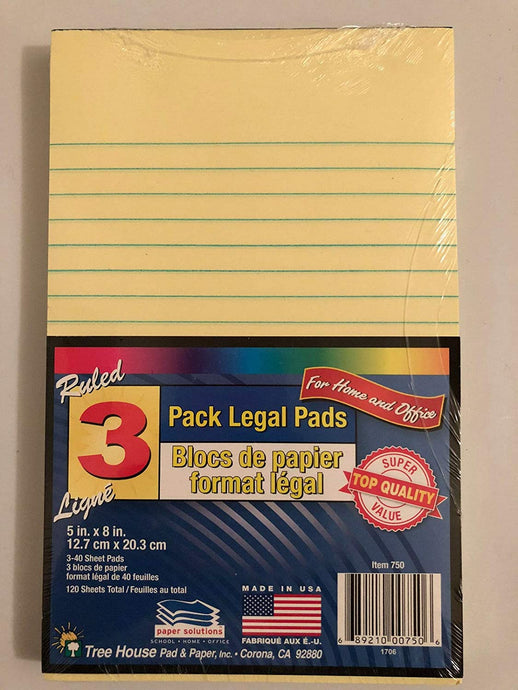 Ruled
3
Ligné
For Home and Office
Pack Legal Pads
Blocs de papier
format légal
SUPER
TOP QUALITY
VALUE
5 in. x 8 in.
12.7 cm x 20.3 cm
3-40 Sheet Pads
3 blocs de papier
format légal de 40 feuilles
120 Sheets Total / Feuilles au total
paper solutions
SCHOOL • HOME • OFFICE
MADE IN USA
FABRIQUÉ AUX É.-U.
Item 750
6 89210 00750 6
1706
Tree House Pad & Paper, Inc. • Corona, CA 92880